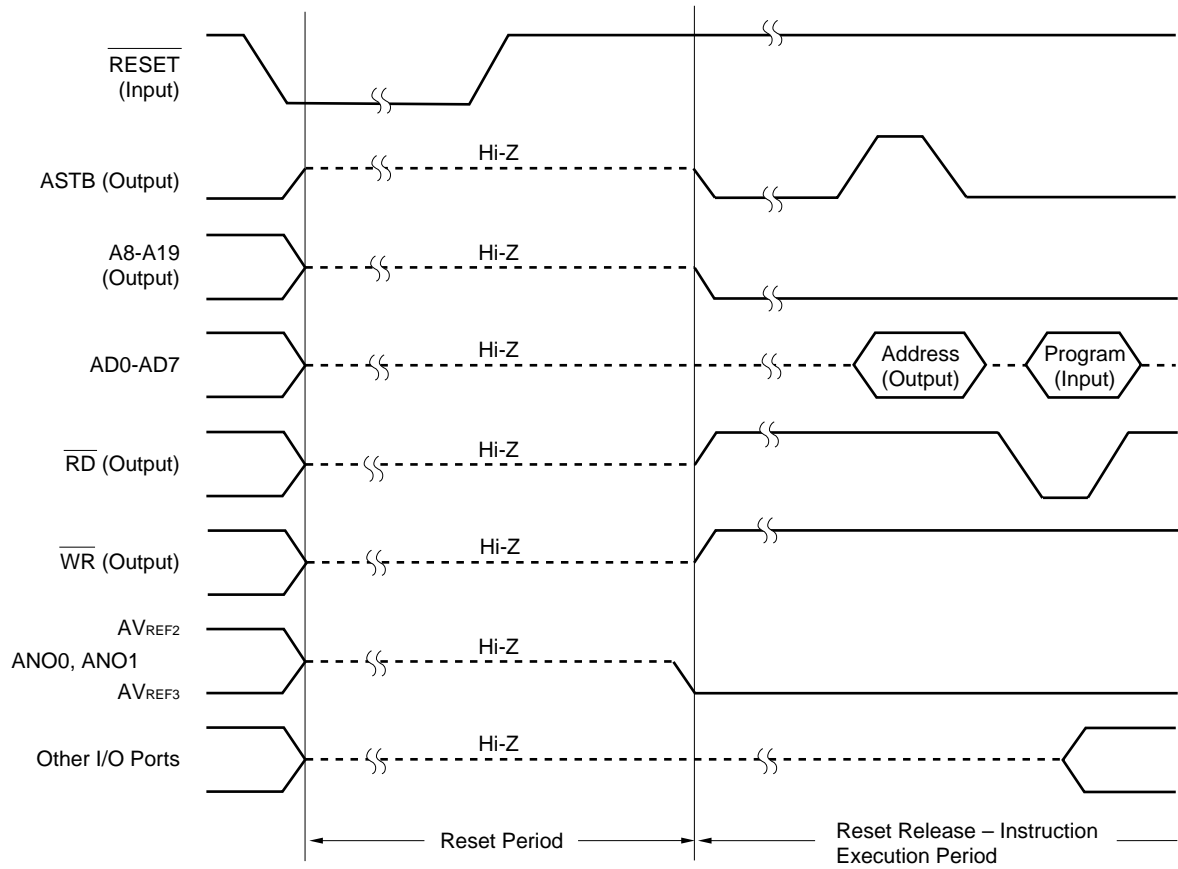 RESET
(Input)
ASTB (Output)
Hi-Z
A8-A19
(Output)
Hi-Z
AD0-AD7
Hi-Z
Address
(Output)
Program
(Input)
RD (Output)
Hi-Z
WR (Output)
Hi-Z
AVREF2
ANO0, ANO1
AVREF3
Hi-Z
Other I/O Ports
Hi-Z
Reset Period
Reset Release – Instruction
Execution Period